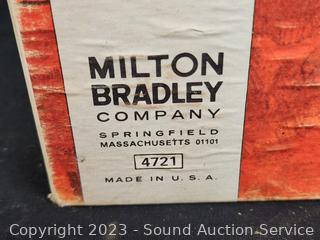 MILTON
BRADLEY
COMPANY
SPRINGFIELD
MASSACHUSETTS 01101
4721
MADE IN U.S.A.
Copyright 2023 - Sound Auction Service